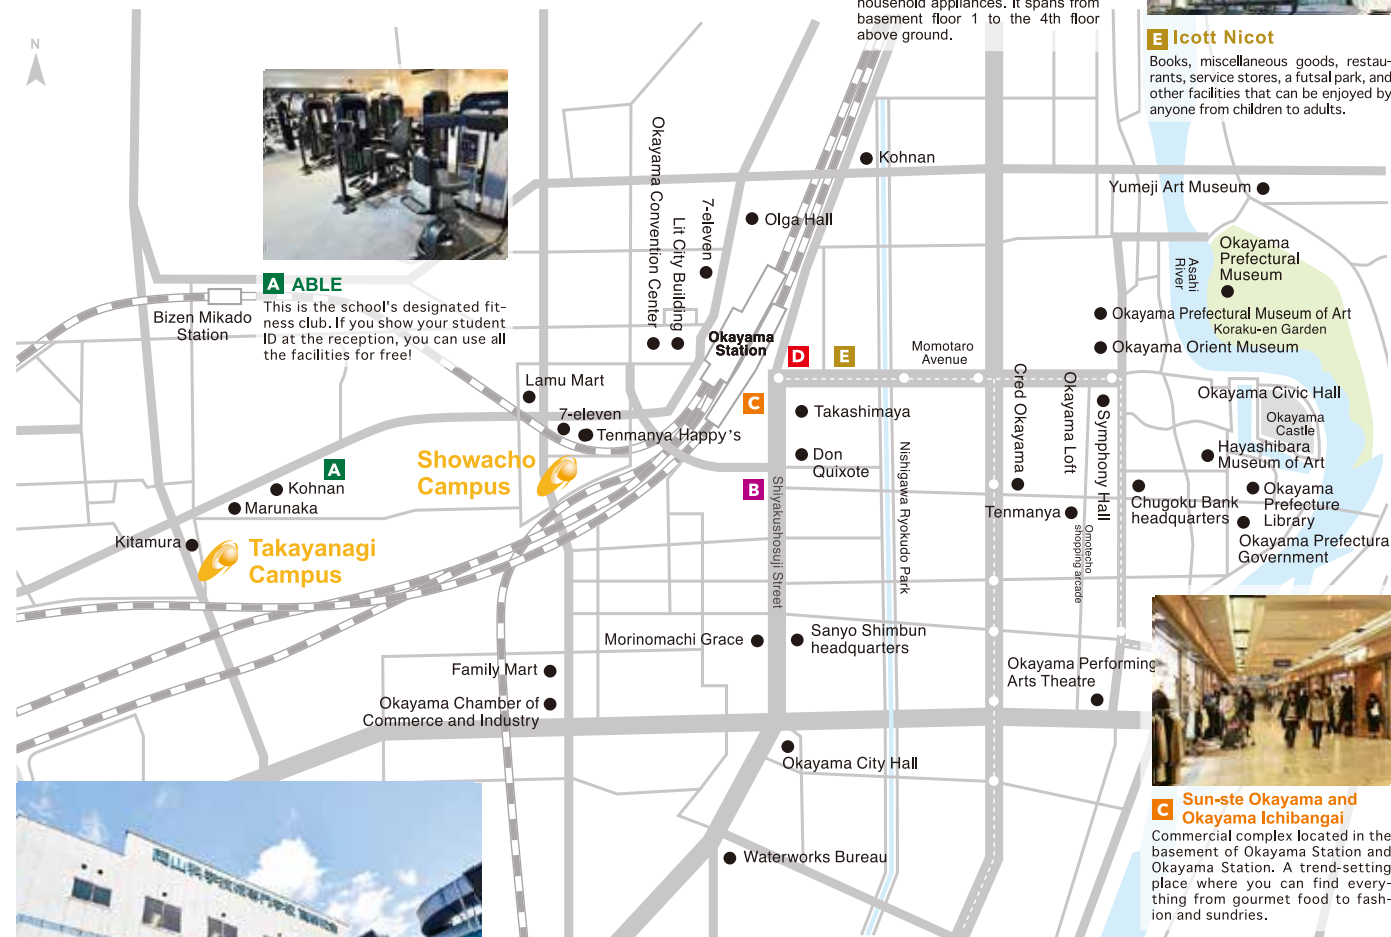 household appliances. It spans from
basement floor 1 to the 4th floor
above ground.
E Icott Nicot
Books, miscellaneous goods, restau-
rants, service stores, a futsal park, and
other facilities that can be enjoyed by
anyone from children to adults.
N
A ABLE
This is the school's designated fit-
ness club. If you show your student
ID at the reception, you can use all
the facilities for free!
Bizen Mikado
Station
Okayama Convention Center
Lit City Building
7-eleven
Olga Hall
Kohnan
Yumeji Art Museum
Okayama
Prefectural
Museum
Asahi
River
Okayama Prefectural Museum of Art
Koraku-en Garden
Okayama Orient Museum
Okayama
Station
D
E
Momotaro
Avenue
Lamu Mart
7-eleven
Tenmanya Happy's
C
Takashimaya
Cred Okayama
Okayama Loft
Symphony Hall
Okayama Civic Hall
Okayama
Castle
Hayashibara
Museum of Art
Showacho
Campus
A
Kohnan
Marunaka
Kitamura
Takayanagi
Campus
B
Don
Quixote
Shiyakushosuji Street
Nishigawa Ryokudo Park
Tenmanya
Omotecho
shopping arcade
Chugoku Bank
headquarters
Okayama
Prefecture
Library
Okayama Prefectura
Government
Morinomachi Grace
Sanyo Shimbun
headquarters
Family Mart
Okayama Chamber of
Commerce and Industry
Okayama Performing
Arts Theatre
Okayama City Hall
Waterworks Bureau
C Sun-ste Okayama and
Okayama Ichibangai
Commercial complex located in the
basement of Okayama Station and
Okayama Station. A trend-setting
place where you can find every-
thing from gourmet food to fash-
ion and sundries.